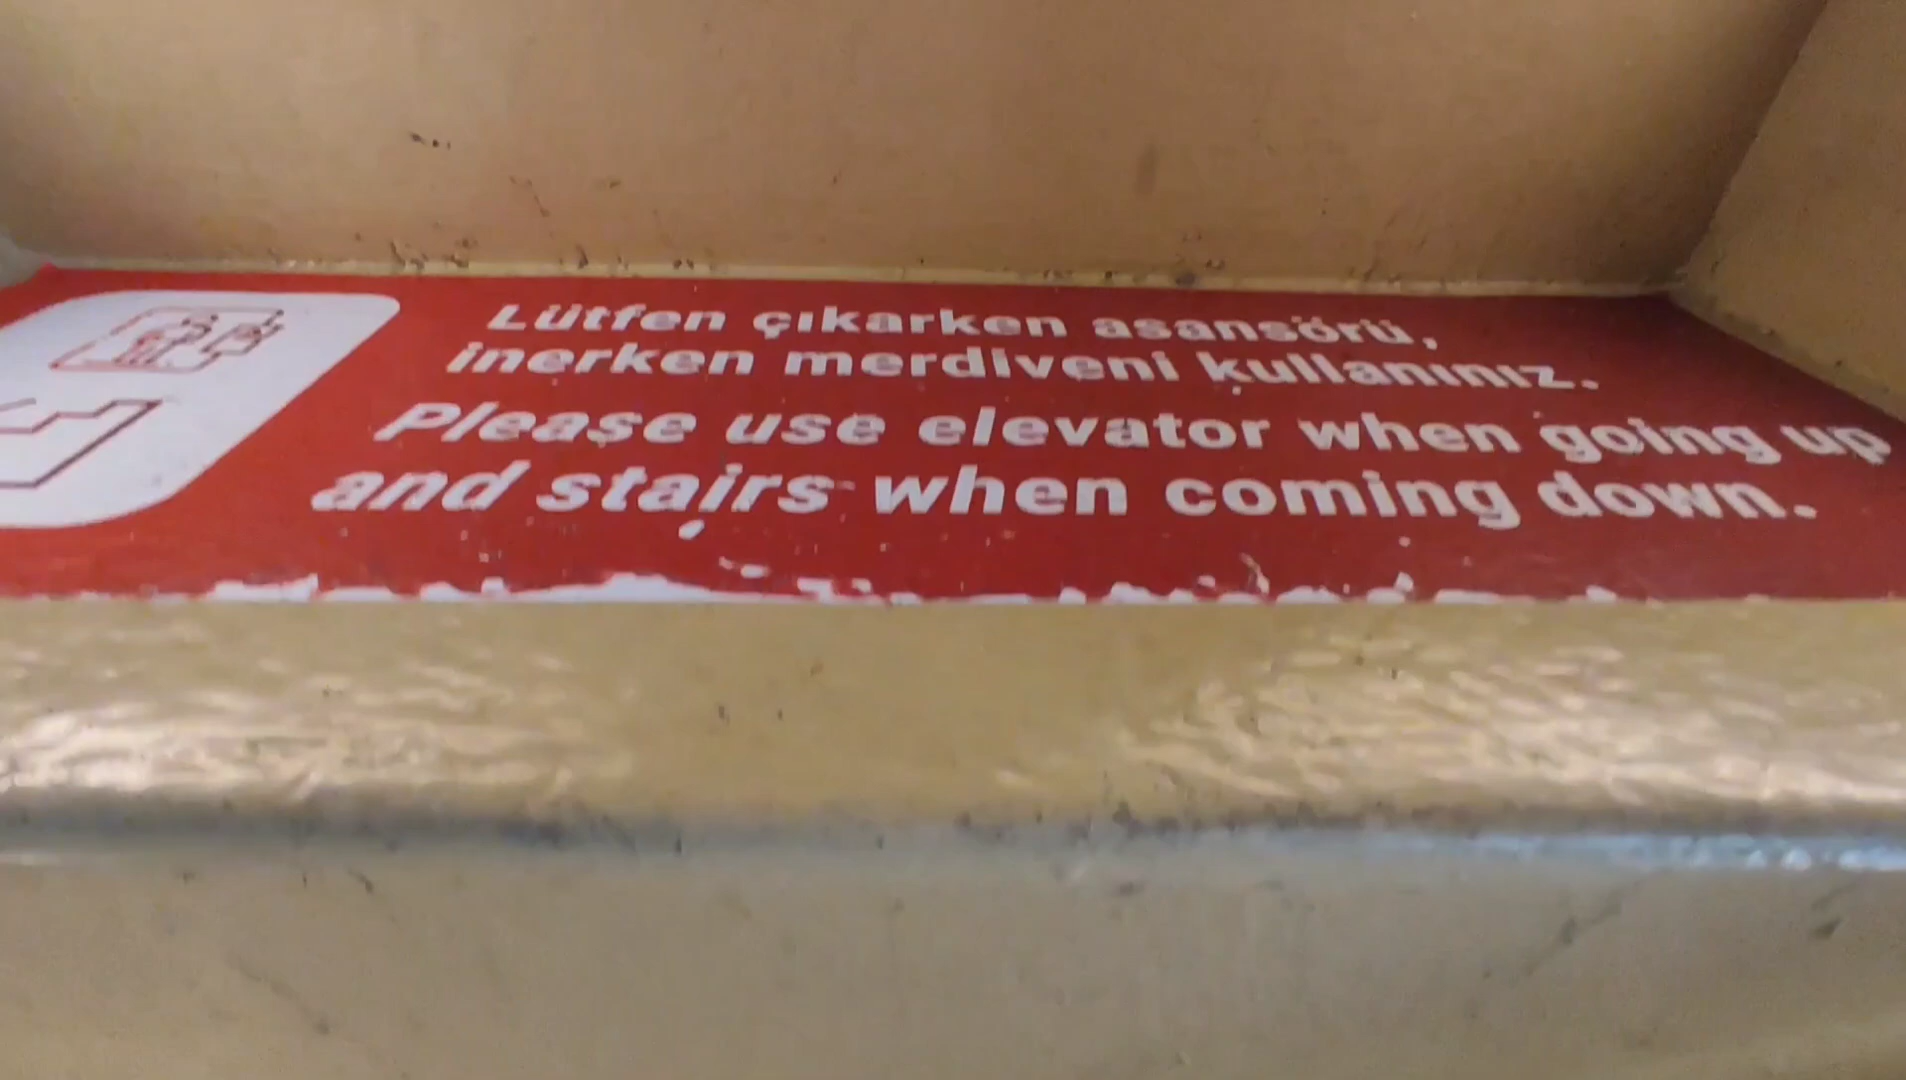 Lütfen çıkarken asansörü,
inerken merdiveni kullanınız.
Please use elevator when going up
and stairs when coming down.